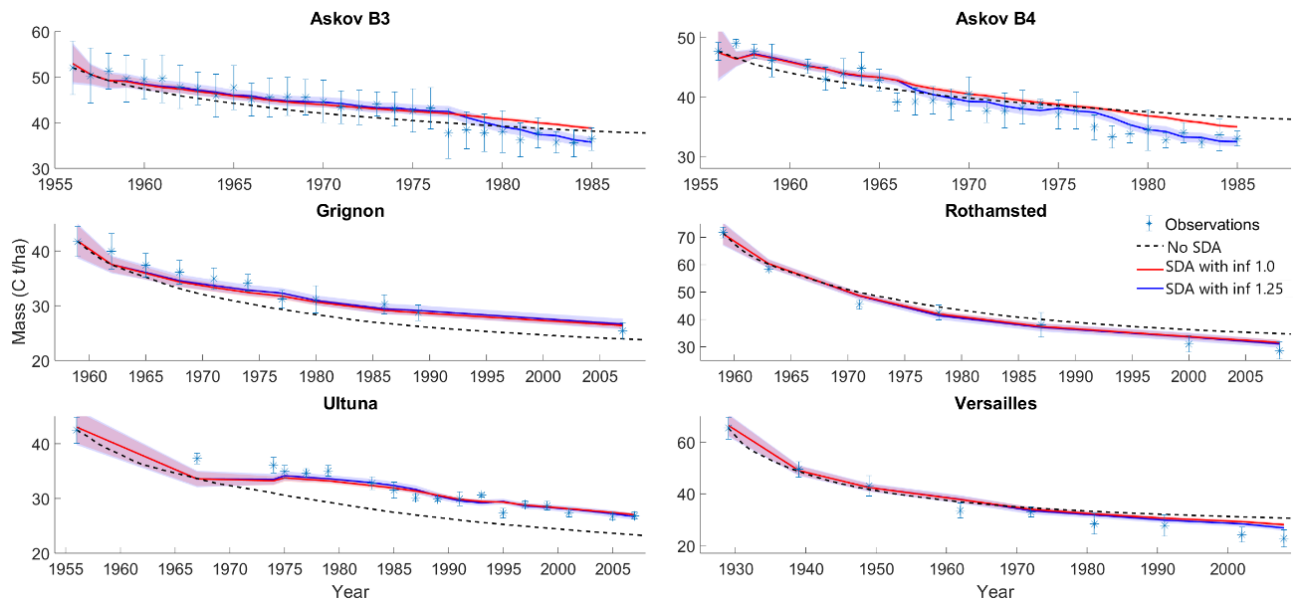 Askov B3
Askov B4
60
50
40
30
1955 1960 1965 1970 1975 1980 1985
50
40
30
1955 1960 1965 1970 1975 1980 1985
Grignon
Rothamsted
Mass (C t/ha)
40
30
20
1960 1965 1970 1975 1980 1985 1990 1995 2000 2005
70
60
50
40
30
1960 1965 1970 1975 1980 1985 1990 1995 2000 2005
Observations
No SDA
SDA with inf 1.0
SDA with inf 1.25
Ultuna
Versailles
40
30
20
1955 1960 1965 1970 1975 1980 1985 1990 1995 2000 2005
Year
60
40
20
1930 1940 1950 1960 1970 1980 1990 2000
Year